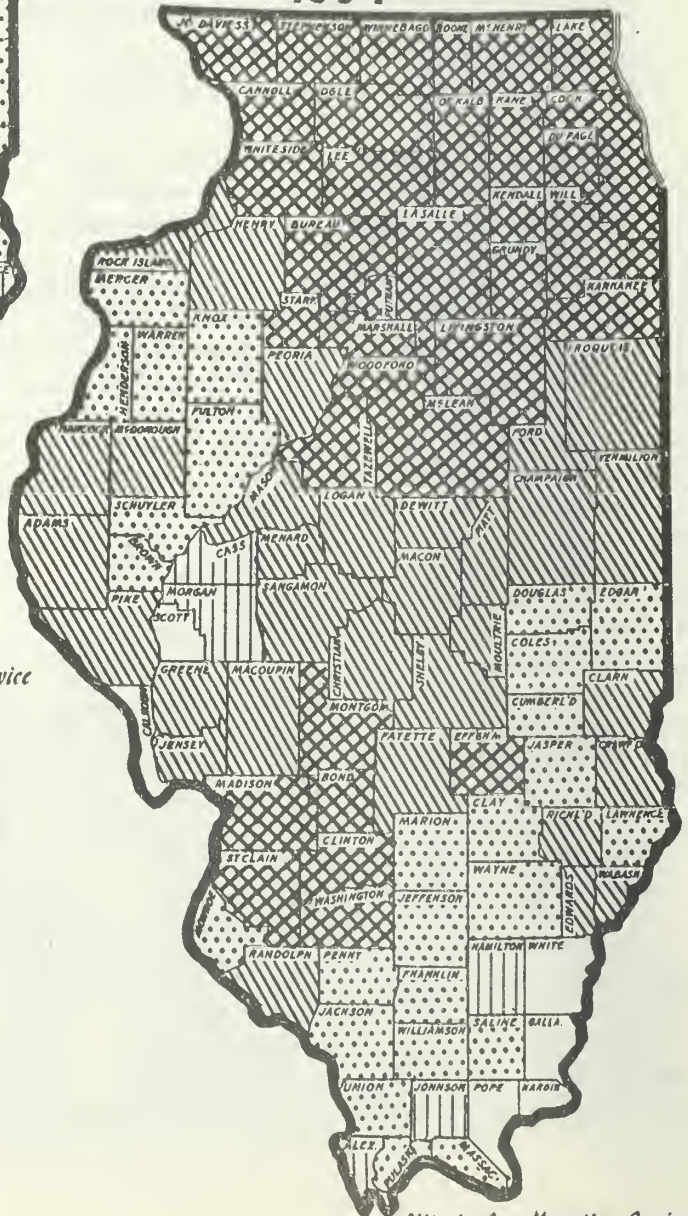 JO DAVIESS STEPHENSON WINNEBAGO BOONE McHENRY LAKE
CARROLL OGLE DE KALB KANE COOK
DU PAGE
WHITESIDE LEE
KENDALL WILL
HENRY BUREAU LASALLE
GRUNDY
ROCK ISLAND
MERCER
KANKAKEE
STARK PUTNAM
KNOX
MARSHALL LIVINGSTON
WARREN
HENDERSON
PEORIA
IROQUOIS
WOODFORD
McLEAN
FULTON
TAZEWELL
HANCOCK McDONOUGH
FORD
VERMILION
MASO
CHAMPAIGN
SCHUYLER
LOGAN DEWITT
ADAMS
PIATT
BROWN
CASS MENARD
MACON
PIKE MORGAN SANGAMON
DOUGLAS EDGAR
SCOTT
MOULTRIE
COLES
CHRISTIAN SHELBY
vice
GREENE MACOUPIN
CLARK
CALHOUN
CUMBERL'D
MONTGOM.
JERSEY
FAYETTE EFFGHM.
JASPER CRAWF'D
MADISON BOND
CLAY
RICHL'D LAWRENCE
MARION
CLINTON
ST CLAIR
WAYNE
EDWARDS WABASH
WASHINGTON
JEFFERSON
MONROE
HAMILTON WHITE
RANDOLPH PERRY
FRANKLIN
JACKSON
WILLIAMSON SALINE GALLA.
UNION JOHNSON POPE HARDIN
ALEX. PULASKI MASSAC